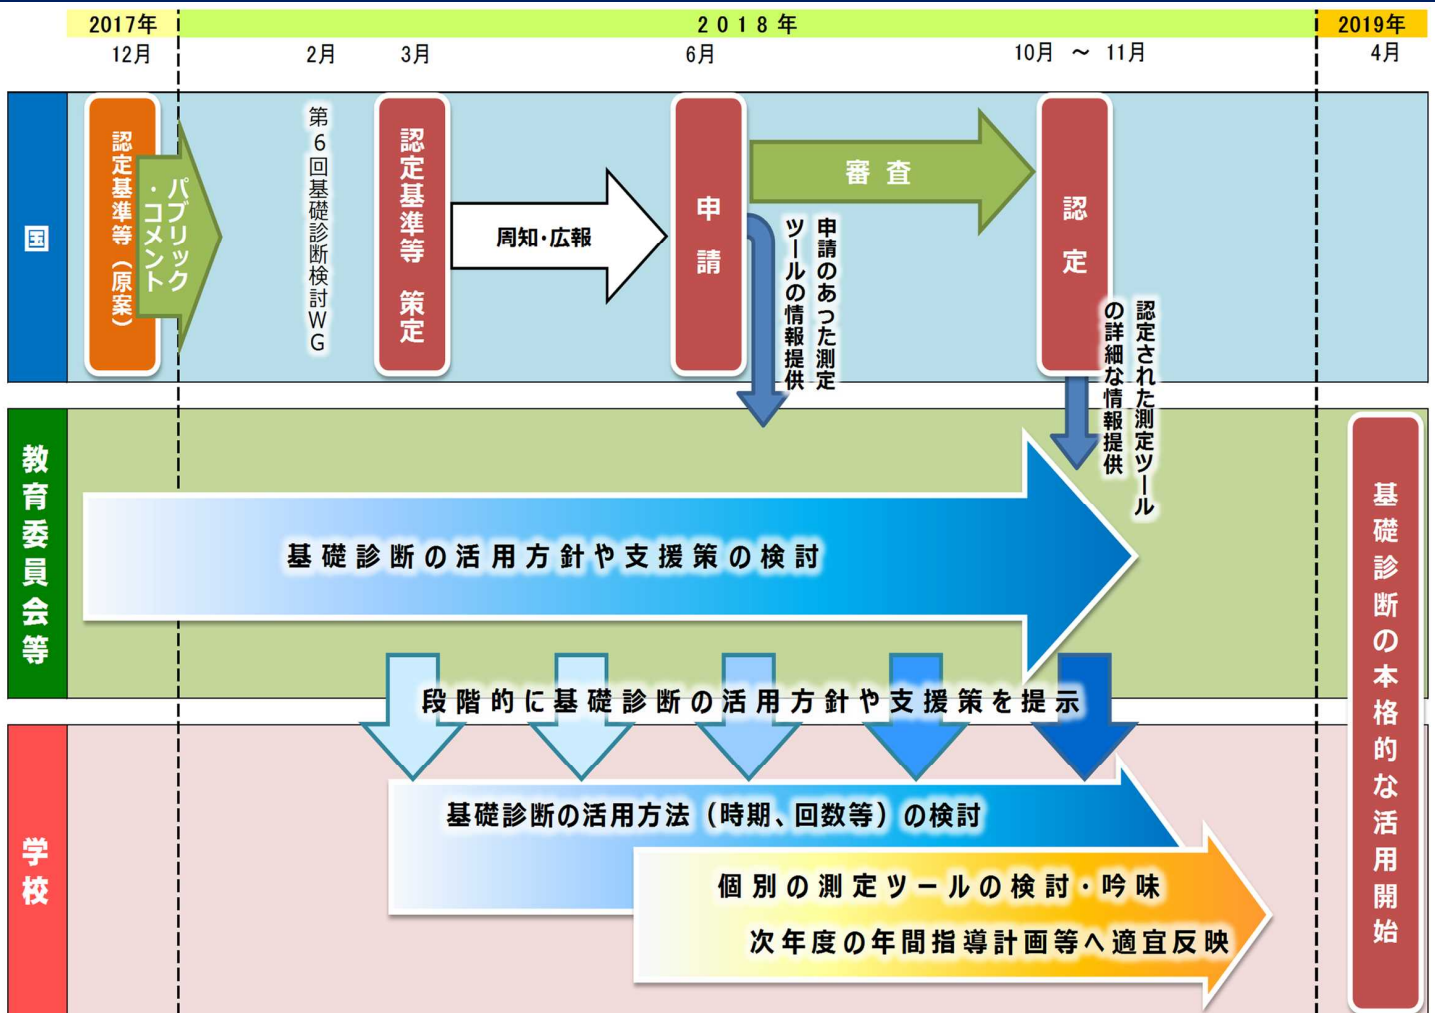 2017年
2018年
2019年
12月
2月
3月
6月
10月 ~ 11月
4月
国
認定基準等(原案)
パブリック
・コメント
第6回基礎診断検討WG
認定基準等 策定
周知・広報
申請
審査
申請のあった測定
ツールの情報提供
認定
認定された測定ツール
の詳細な情報提供
教育委員会等
基礎診断の活用方針や支援策の検討
段階的に基礎診断の活用方針や支援策を提示
基礎診断の本格的な活用開始
学校
基礎診断の活用方法(時期、回数等)の検討
個別の測定ツールの検討・吟味
次年度の年間指導計画等へ適宜反映